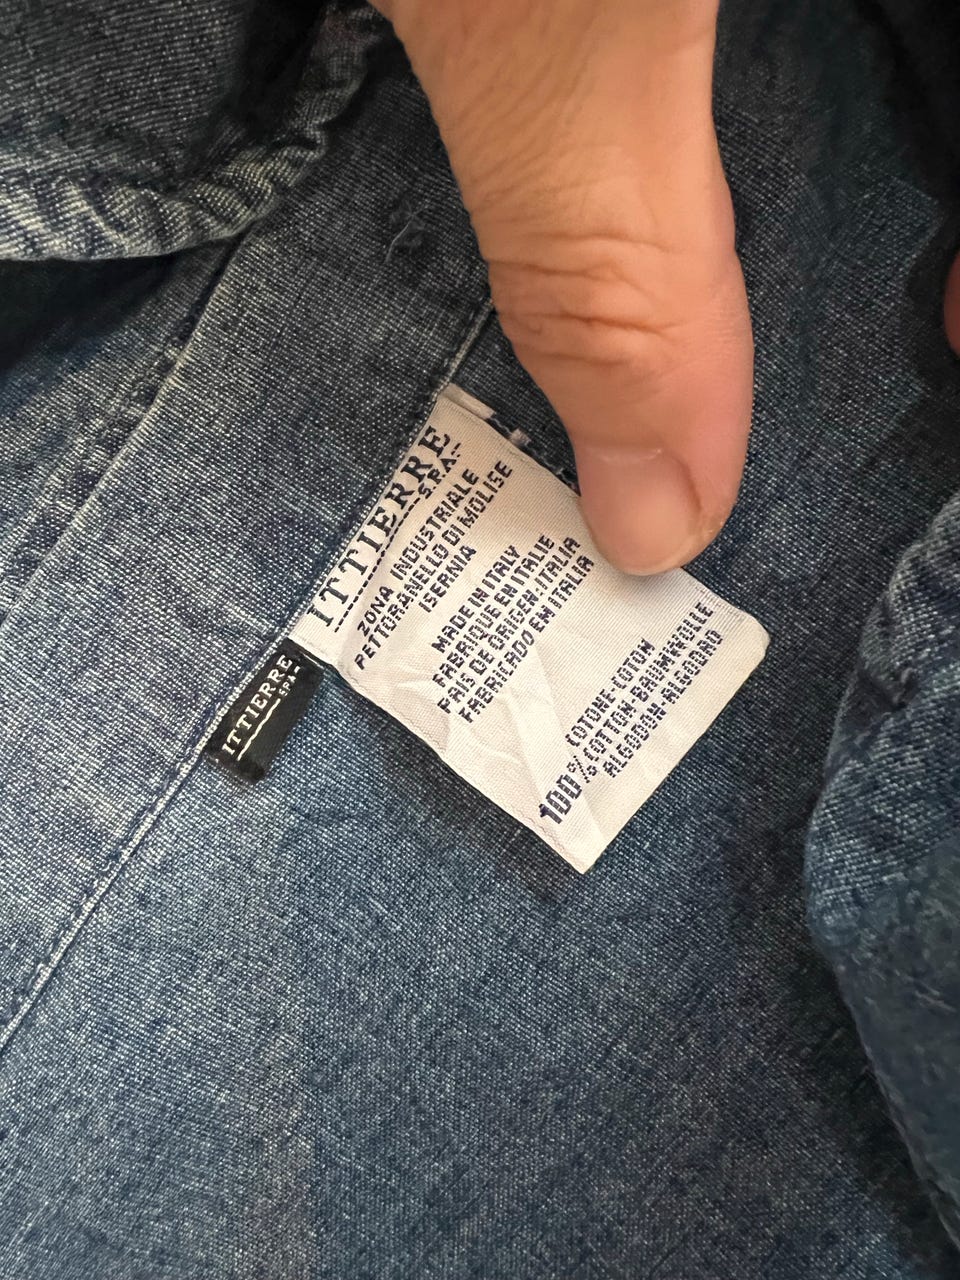 ITTIERRE
S.P.A.
ZONA INDUSTRIALE
PETTORANELLO DI MOLISE
ISERNIA
MADE IN ITALY
FABRIQUE EN ITALIE
PAIS DE ORIGEN ITALIA
FABRICADO EN ITALIA
100% COTONE-COTON
COTTON-BAUMWOLLE
ALGODON-ALGODAO
ITTIERRE
SPA